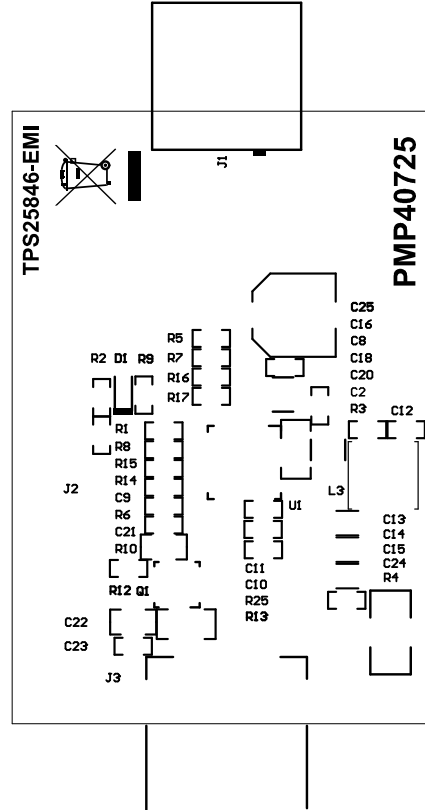 TPS25846-EMI
J1
PMP40725
C25
C16
C8
C18
C20
C2
R3
C12
R5
R7
R16
R17
R2 D1 R9
R1
R8
R15
R14
C9
R6
C21
R10
J2
L3
U1
C13
C14
C15
C24
R4
C11
C10
R25
R13
R12 Q1
C22
C23
J3